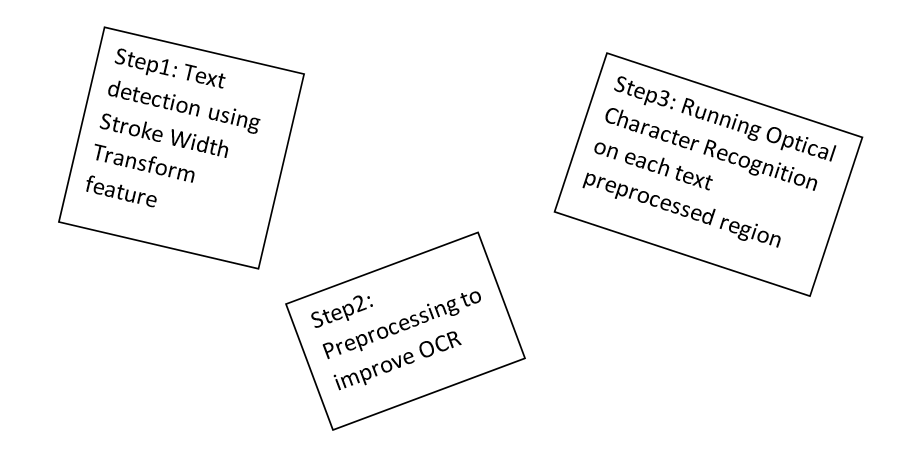 Step1: Text
detection using
Stroke Width
Transform
feature
Step2:
Preprocessing to
improve OCR
Step3: Running Optical
Character Recognition
on each text
preprocessed region